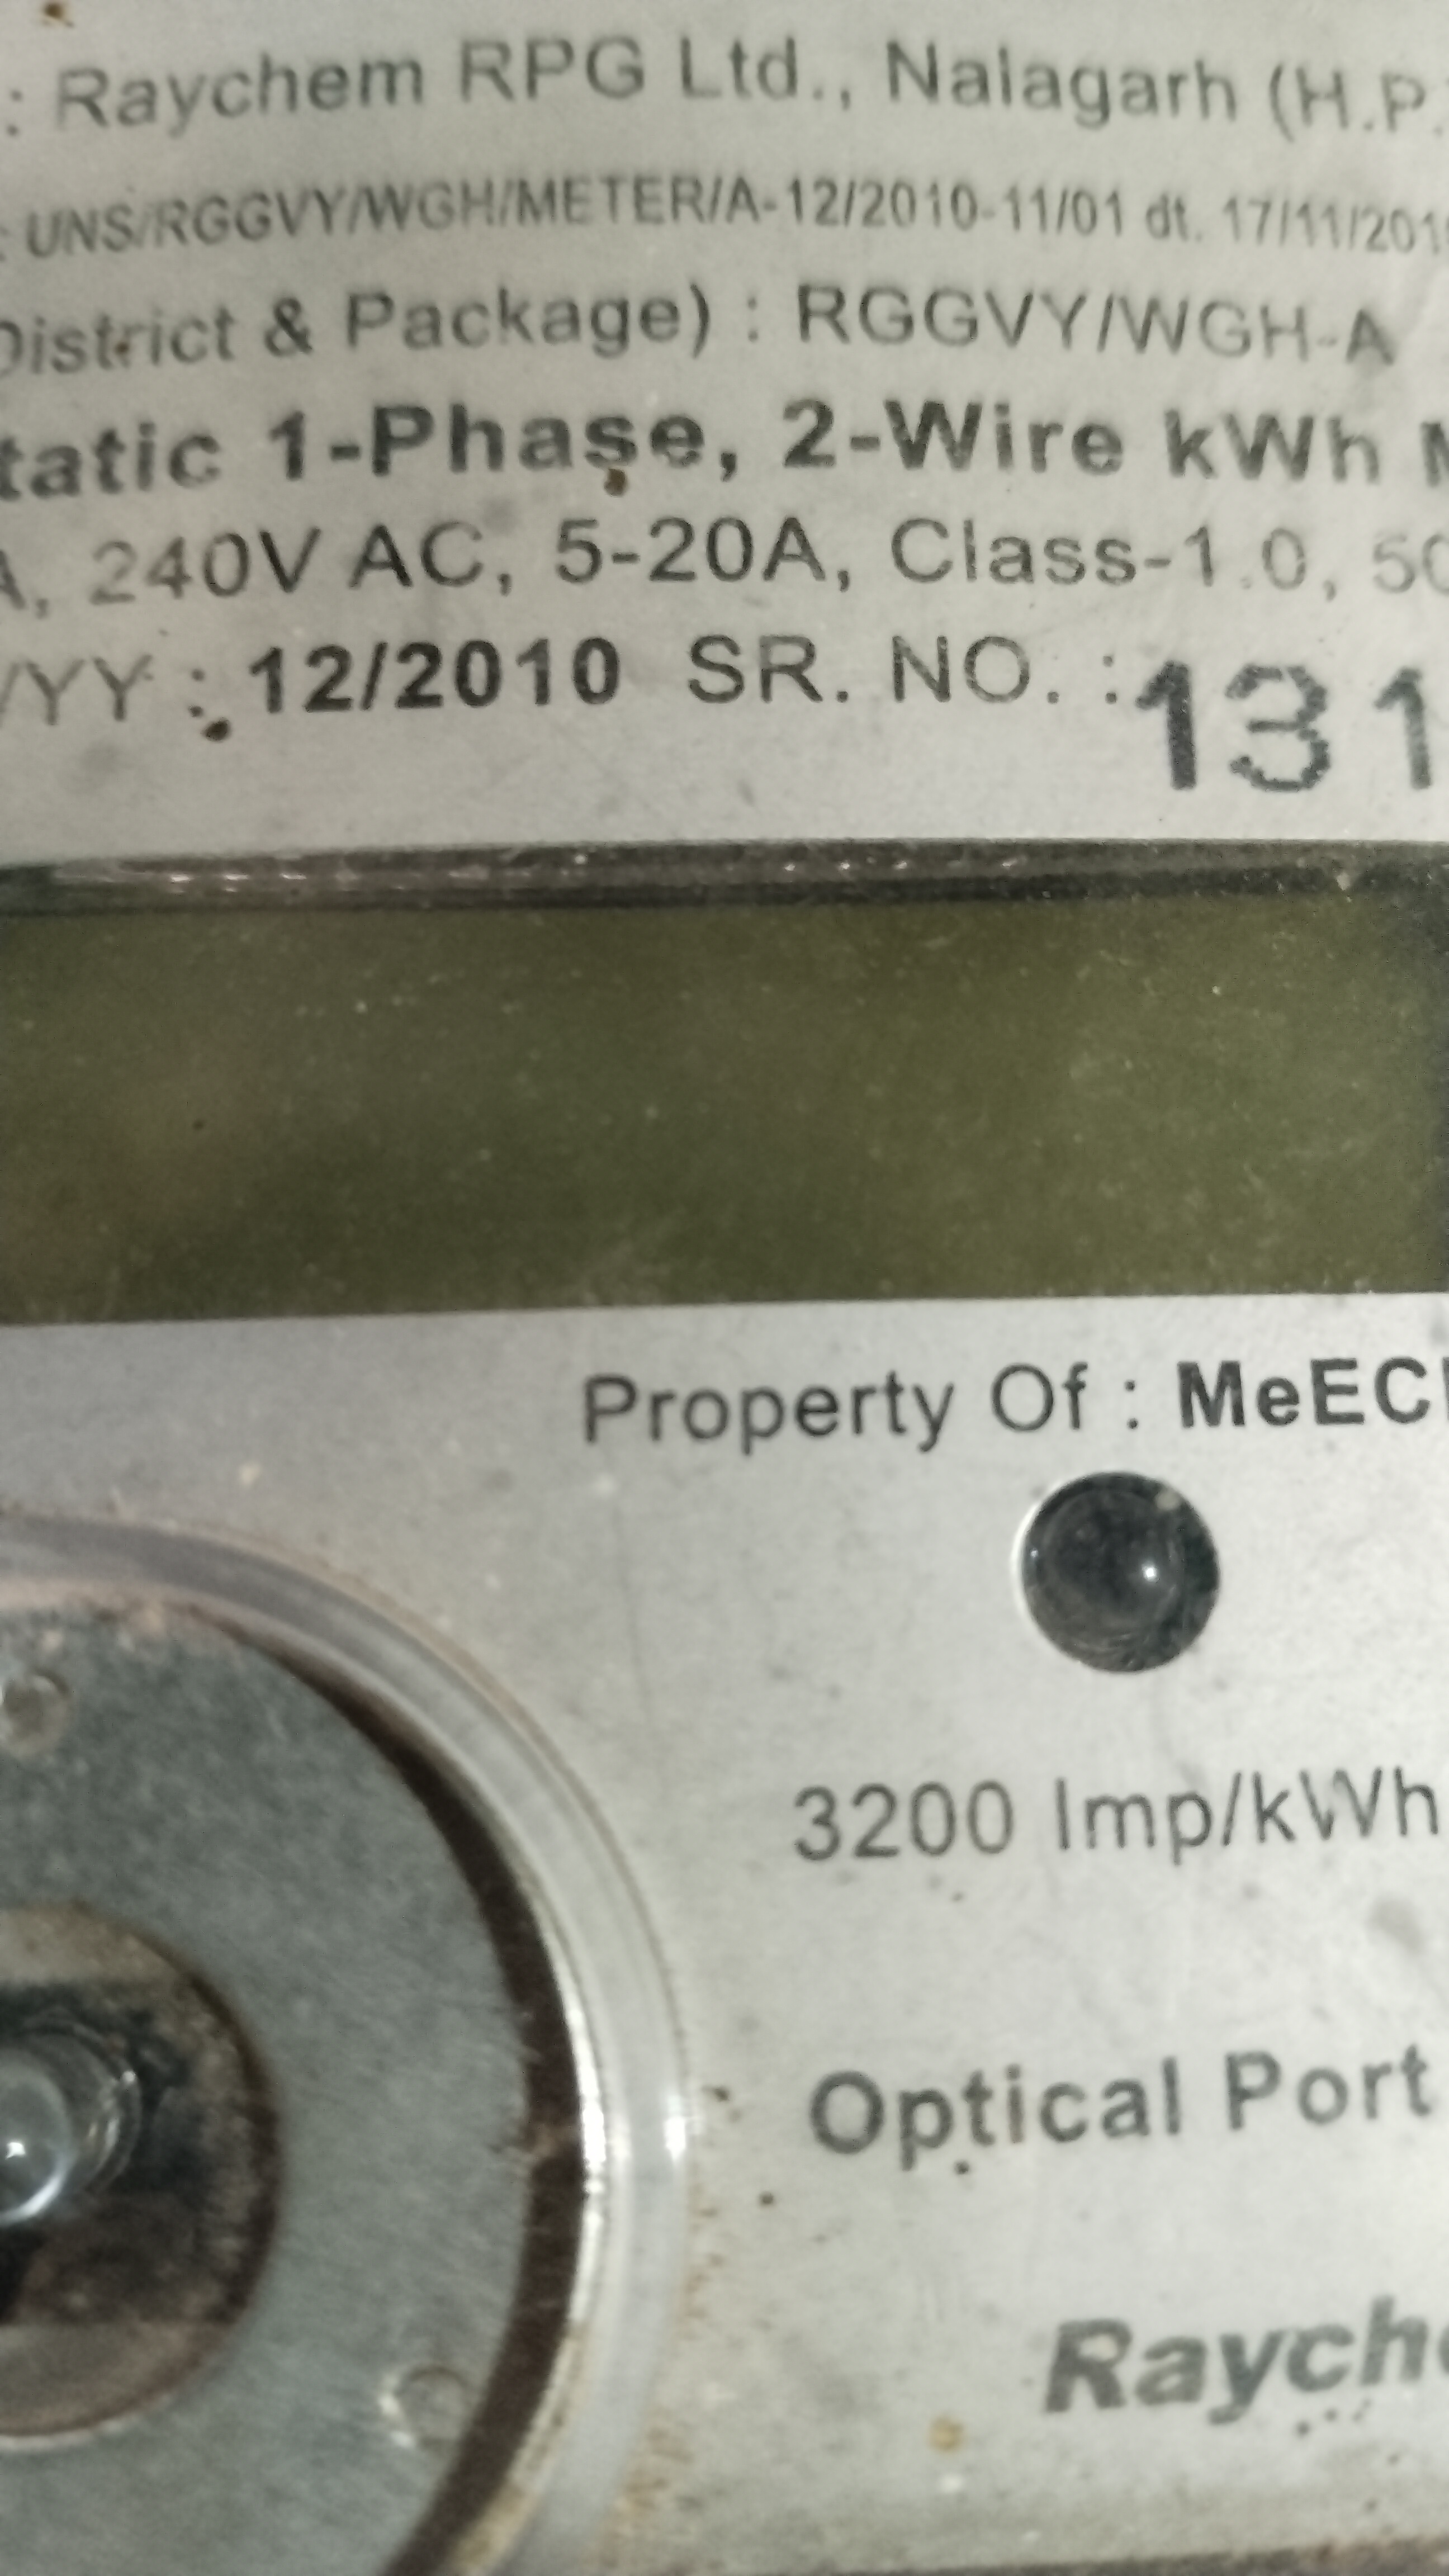 : Raychem RPG Ltd., Nalagarh (H.P.
: UNS/RGGVY/WGH/METER/A-12/2010-11/01 dt. 17/11/201
District & Package) : RGGVY/WGH-A
tatic 1-Phase, 2-Wire kWh M
A, 240V AC, 5-20A, Class-1.0, 50
/YY : 12/2010 SR. NO. : 131
Property Of : MeEC
3200 Imp/kWh
Optical Port
Raych